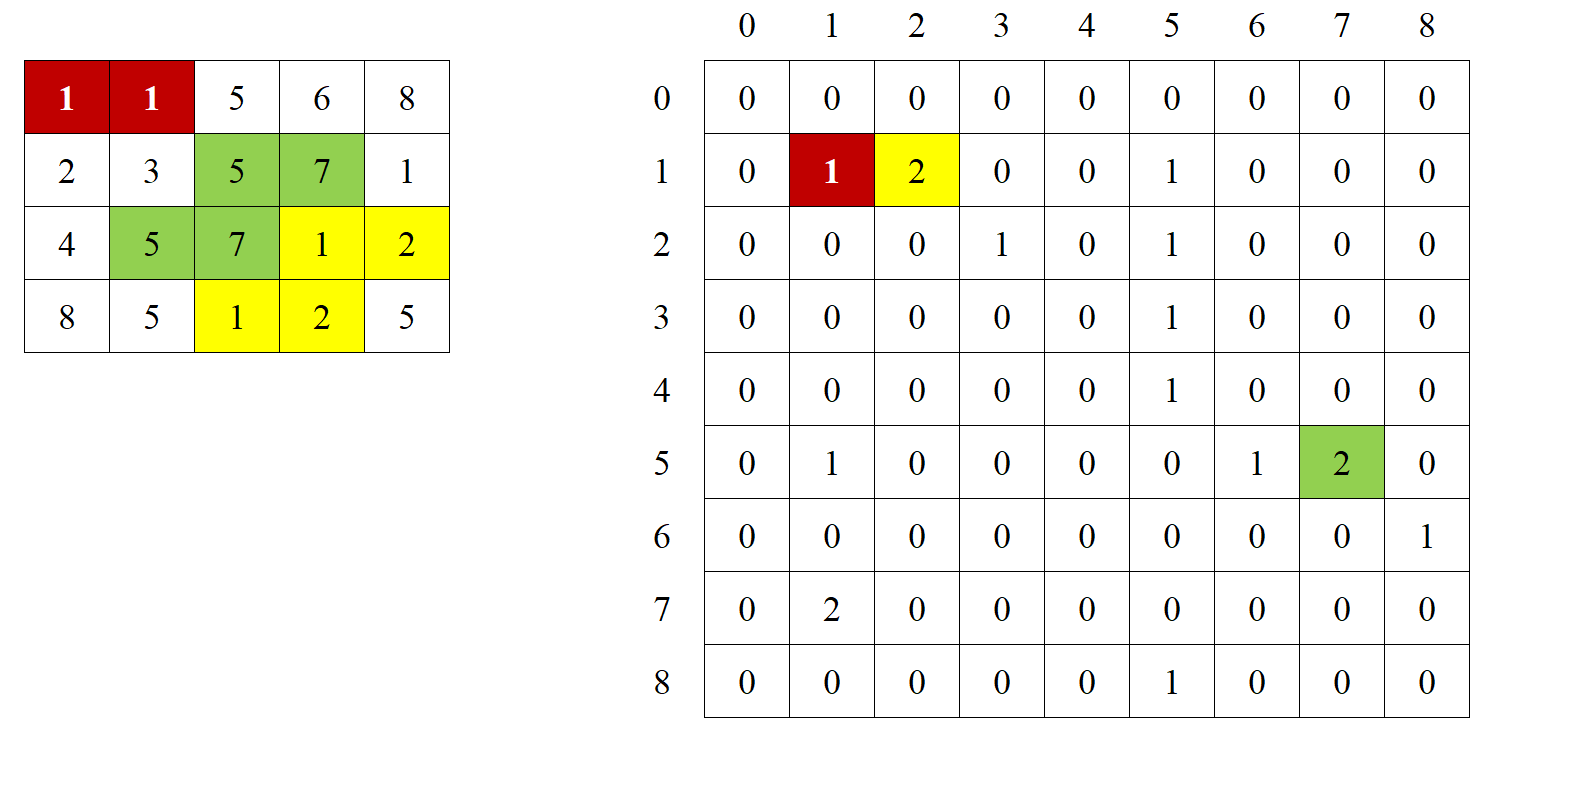 0 1 2 3 4 5 6 7 8
1 1 5 6 8
0 0 0 0 0 0 0 0 0 0
2 3 5 7 1
1 0 1 2 0 0 1 0 0 0
4 5 7 1 2
2 0 0 0 1 0 1 0 0 0
8 5 1 2 5
3 0 0 0 0 0 1 0 0 0
4 0 0 0 0 0 1 0 0 0
5 0 1 0 0 0 0 1 2 0
6 0 0 0 0 0 0 0 0 1
7 0 2 0 0 0 0 0 0 0
8 0 0 0 0 0 1 0 0 0